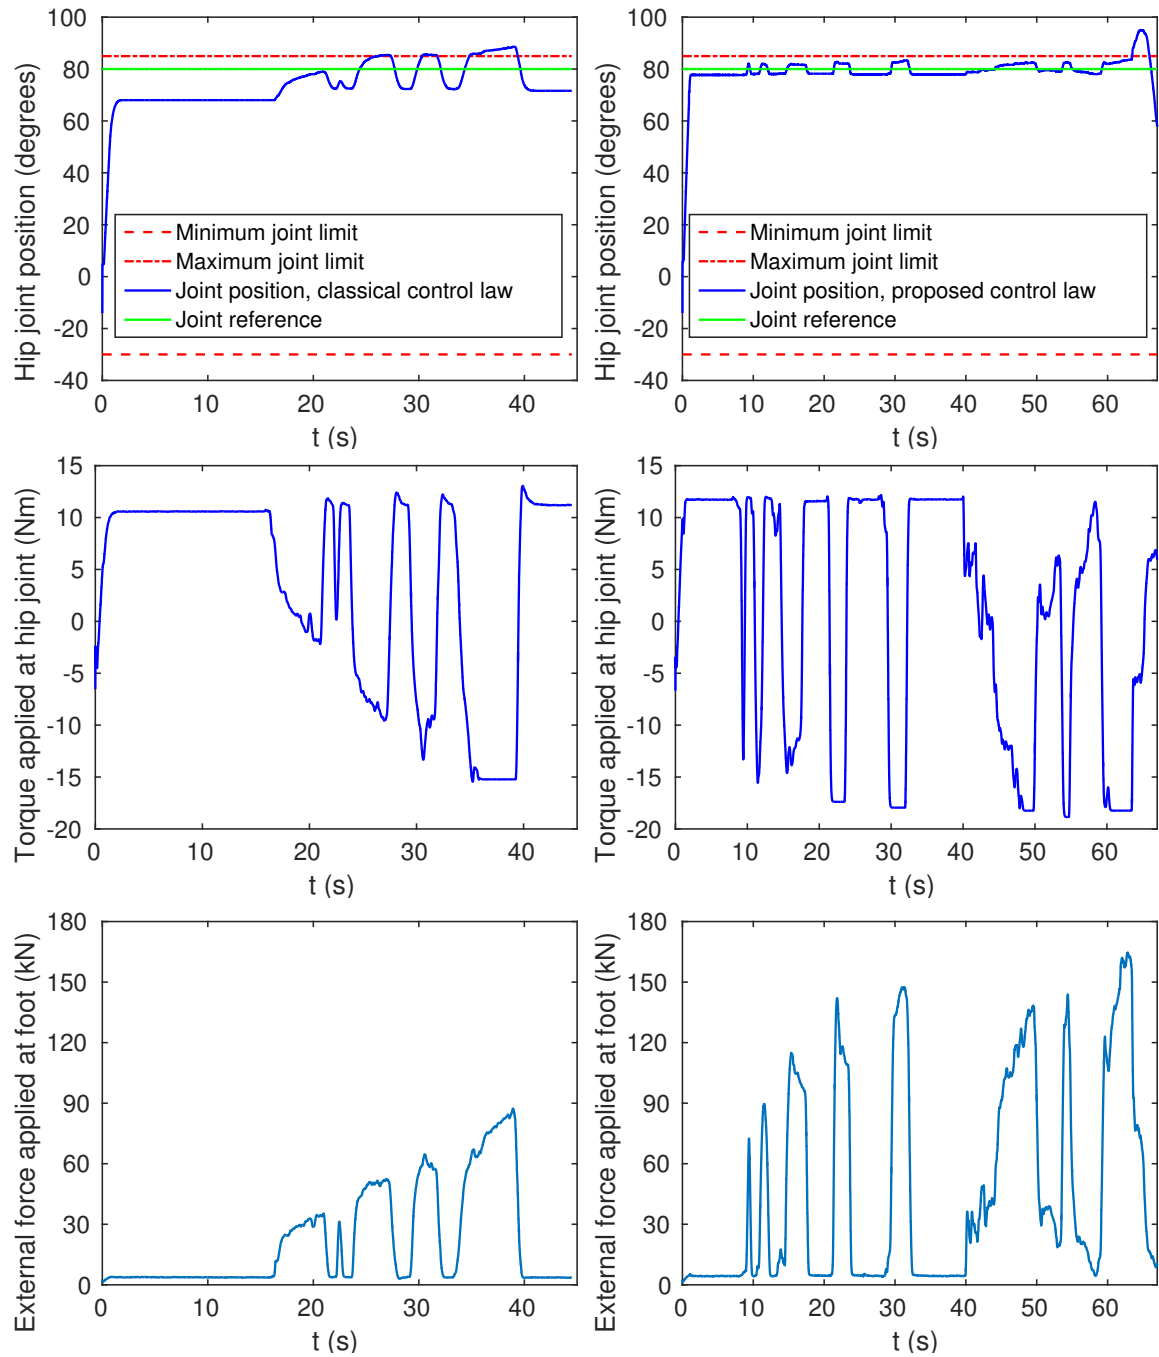 Hip joint position (degrees)
100
80
60
40
20
0
-20
-40
Minimum joint limit
Maximum joint limit
Joint position, classical control law
Joint reference
0 10 20 30 40
t (s)
Hip joint position (degrees)
100
80
60
40
20
0
-20
-40
Minimum joint limit
Maximum joint limit
Joint position, proposed control law
Joint reference
0 10 20 30 40 50 60
t (s)
Torque applied at hip joint (Nm)
15
10
5
0
-5
-10
-15
-20
0 10 20 30 40
t (s)
Torque applied at hip joint (Nm)
15
10
5
0
-5
-10
-15
-20
0 10 20 30 40 50 60
t (s)
External force applied at foot (kN)
180
150
120
90
60
30
0
0 10 20 30 40
t (s)
External force applied at foot (kN)
180
150
120
90
60
30
0
0 10 20 30 40 50 60
t (s)